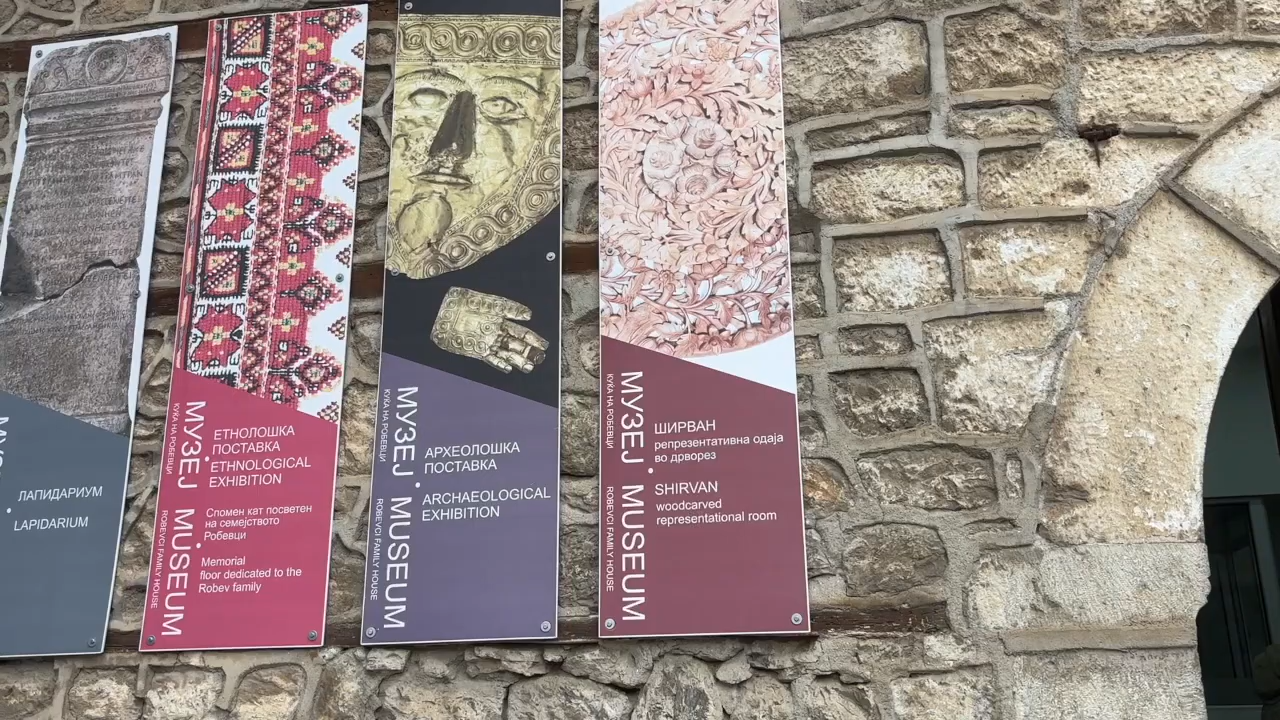 ЛАПИДАРИУМ
LAPIDARIUM
МУЗЕЈ · MUSEUM
КУЌА НА РОБЕВЦИ
ROBEVCI FAMILY HOUSE
ЕТНОЛОШКА
ПОСТАВКА
ETHNOLOGICAL
EXHIBITION
Спомен кат посветен
на семејството
Робевци
Memorial
floor dedicated to the
Robev family
МУЗЕЈ · MUSEUM
КУЌА НА РОБЕВЦИ
ROBEVCI FAMILY HOUSE
АРХЕОЛОШКА
ПОСТАВКА
ARCHAEOLOGICAL
EXHIBITION
МУЗЕЈ · MUSEUM
КУЌА НА РОБЕВЦИ
ROBEVCI FAMILY HOUSE
ШИРВАН
репрезентативна одаја
во дрворез
SHIRVAN
woodcarved
representational room